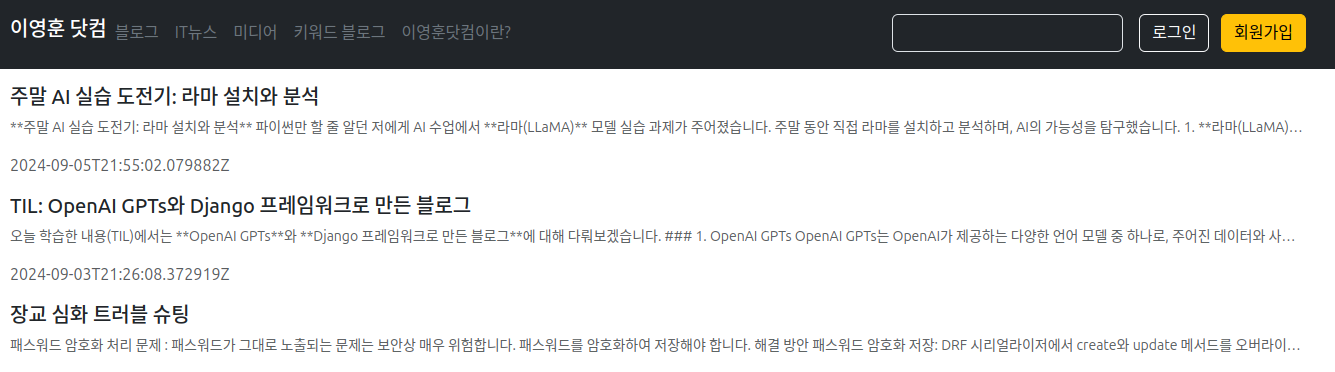 이영훈 닷컴 블로그 IT뉴스 미디어 키워드 블로그 이영훈닷컴이란? 로그인 회원가입
주말 AI 실습 도전기: 라마 설치와 분석
**주말 AI 실습 도전기: 라마 설치와 분석** 파이썬만 할 줄 알던 저에게 AI 수업에서 **라마(LLaMA)** 모델 실습 과제가 주어졌습니다. 주말 동안 직접 라마를 설치하고 분석하며, AI의 가능성을 탐구했습니다. 1. **라마(LLaMA)...
2024-09-05T21:55:02.079882Z
TIL: OpenAI GPTs와 Django 프레임워크로 만든 블로그
오늘 학습한 내용(TIL)에서는 **OpenAI GPTs**와 **Django 프레임워크로 만든 블로그**에 대해 다뤄보겠습니다. ### 1. OpenAI GPTs OpenAI GPTs는 OpenAI가 제공하는 다양한 언어 모델 중 하나로, 주어진 데이터와 사...
2024-09-03T21:26:08.372919Z
장교 심화 트러블 슈팅
패스워드 암호화 처리 문제 : 패스워드가 그대로 노출되는 문제는 보안상 매우 위험합니다. 패스워드를 암호화하여 저장해야 합니다. 해결 방안 패스워드 암호화 저장: DRF 시리얼라이저에서 create와 update 메서드를 오버라이...